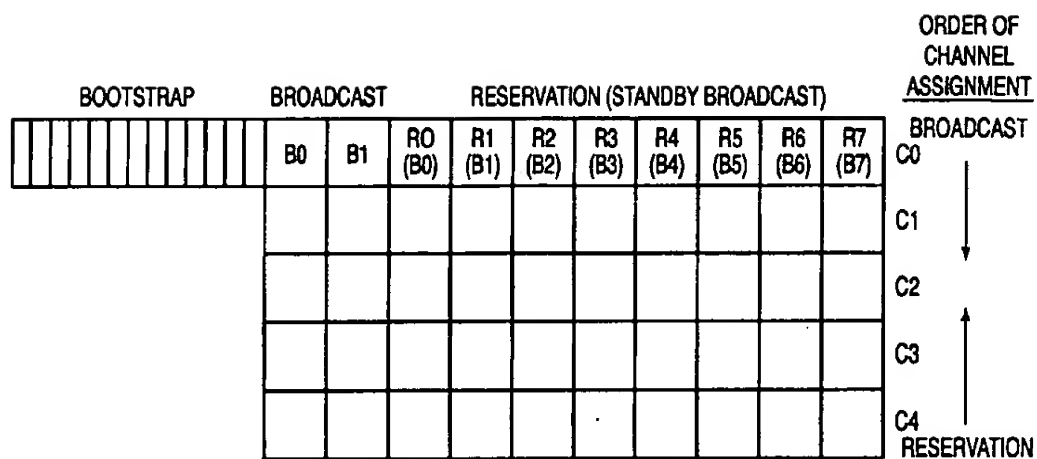 ORDER OF
CHANNEL
ASSIGNMENT
BOOTSTRAP BROADCAST RESERVATION (STANDBY BROADCAST)
BROADCAST
B0 B1 R0 R1 R2 R3 R4 R5 R6 R7 C0
(B0) (B1) (B2) (B3) (B4) (B5) (B6) (B7)
C1
C2
C3
C4
RESERVATION